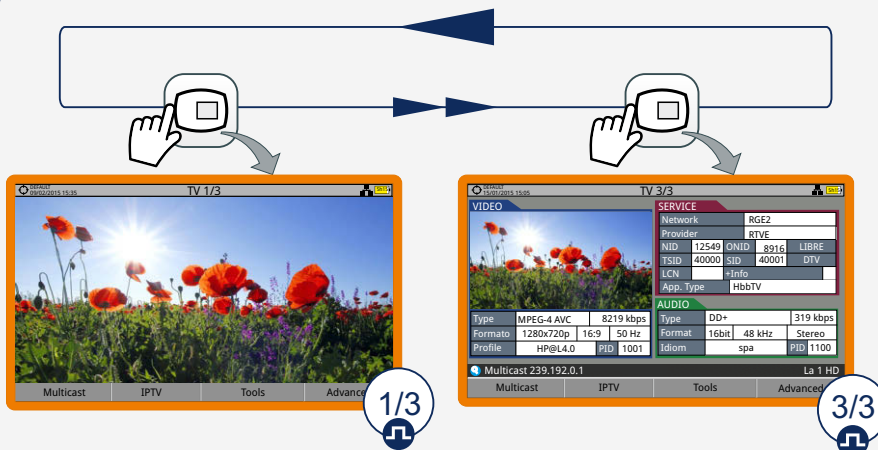 DEFAULT
09/02/2015 15:35
TV 1/3
5h15
Multicast IPTV Tools Advance
1/3
DEFAULT
15/01/2015 15:05
TV 3/3
5h15
VIDEO
Type MPEG-4 AVC 8219 kbps
Formato 1280x720p 16:9 50 Hz
Profile HP@L4.0 PID 1001
SERVICE
Network RGE2
Provider RTVE
NID 12549 ONID 8916 LIBRE
TSID 40000 SID 40001 DTV
LCN +Info
App. Type HbbTV
AUDIO
Type DD+ 319 kbps
Format 16bit 48 kHz Stereo
Idiom spa PID 1100
Multicast 239.192.0.1 La 1 HD
Multicast IPTV Tools Advanced
3/3